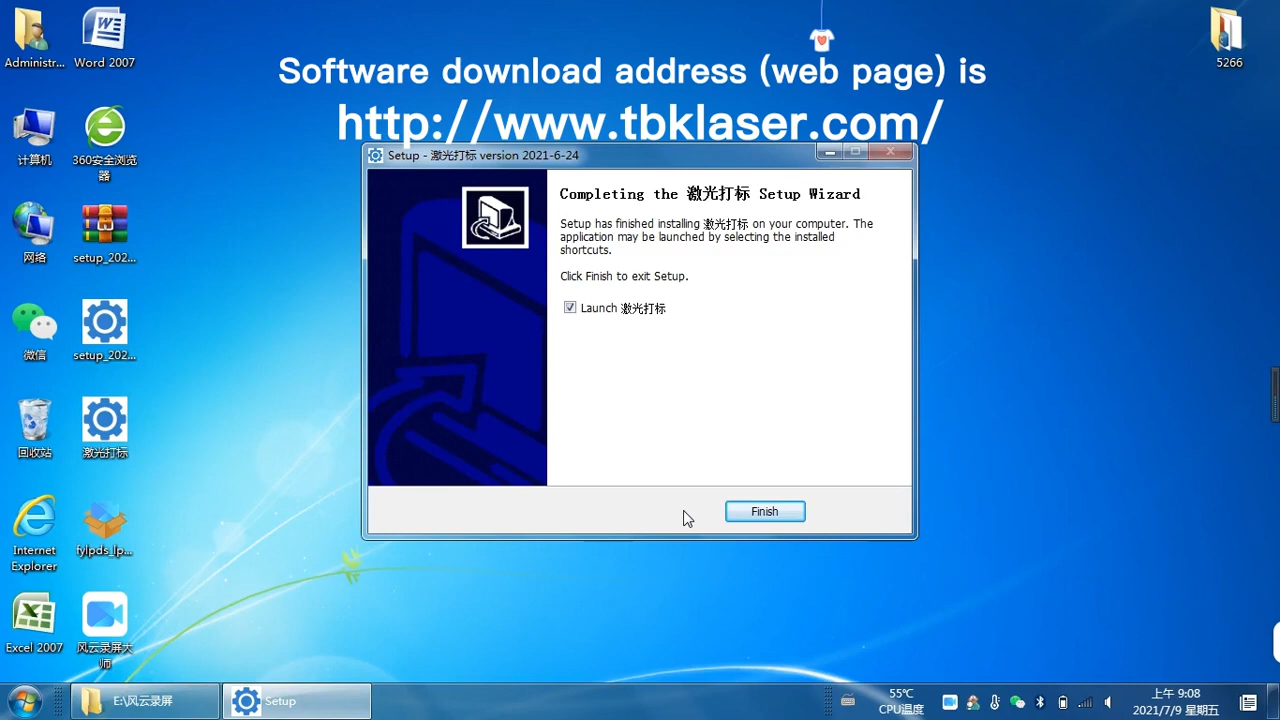 Software download address (web page) is
http://www.tbklaser.com/
Administr...
Word 2007
5266
计算机
360安全浏览
器
网络
setup_202...
微信
setup_202...
回收站
激光打标
Internet
Explorer
fylpds_lp...
Excel 2007
风云录屏大
师
Setup - 激光打标 version 2021-6-24
Completing the 激光打标 Setup Wizard
Setup has finished installing 激光打标 on your computer. The
application may be launched by selecting the installed
shortcuts.
Click Finish to exit Setup.
Launch 激光打标
Finish
E:\风云录屏
Setup
55℃
CPU温度
上午 9:08
2021/7/9 星期五